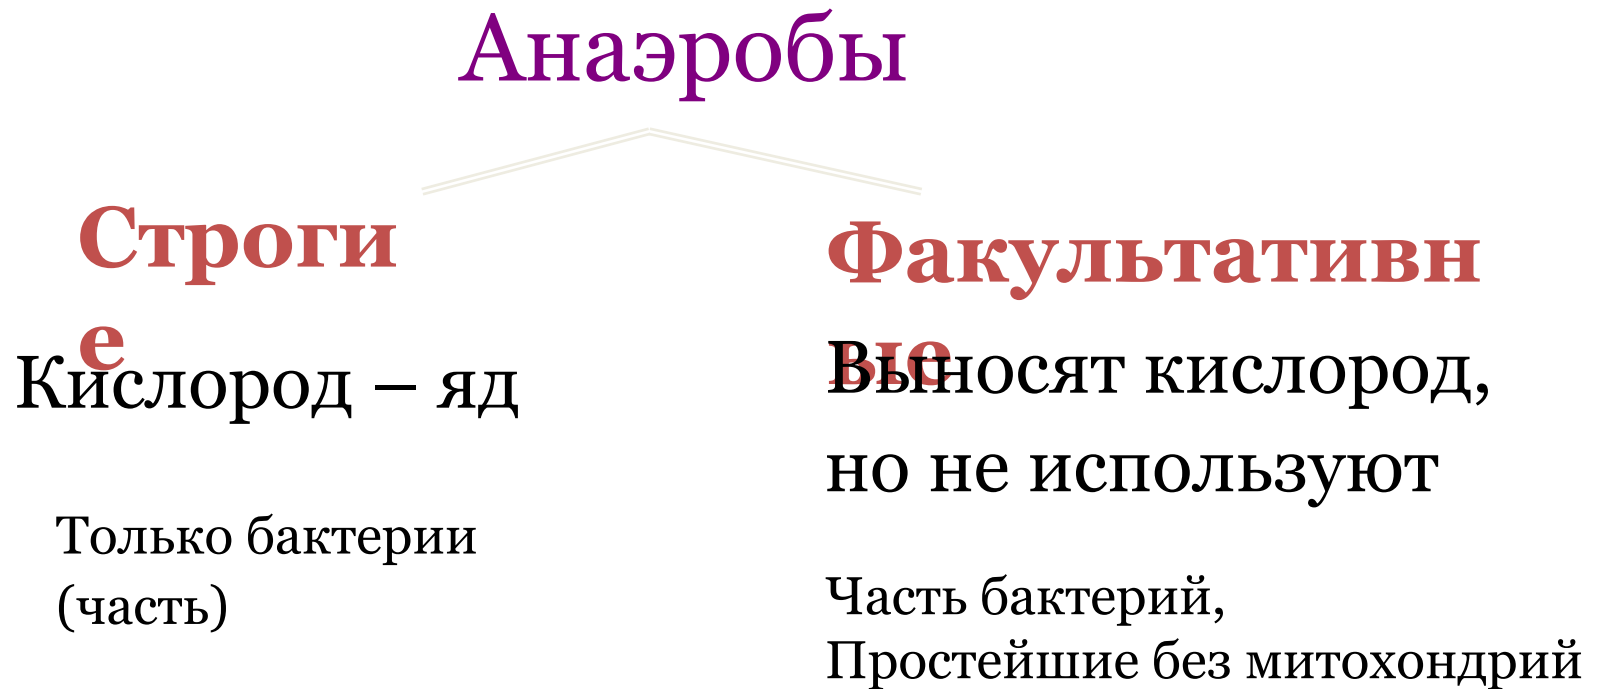 Анаэробы
Строги
е
Кислород – яд
Только бактерии
(часть)
Факультативн
ые
Выносят кислород,
но не используют
Часть бактерий,
Простейшие без митохондрий